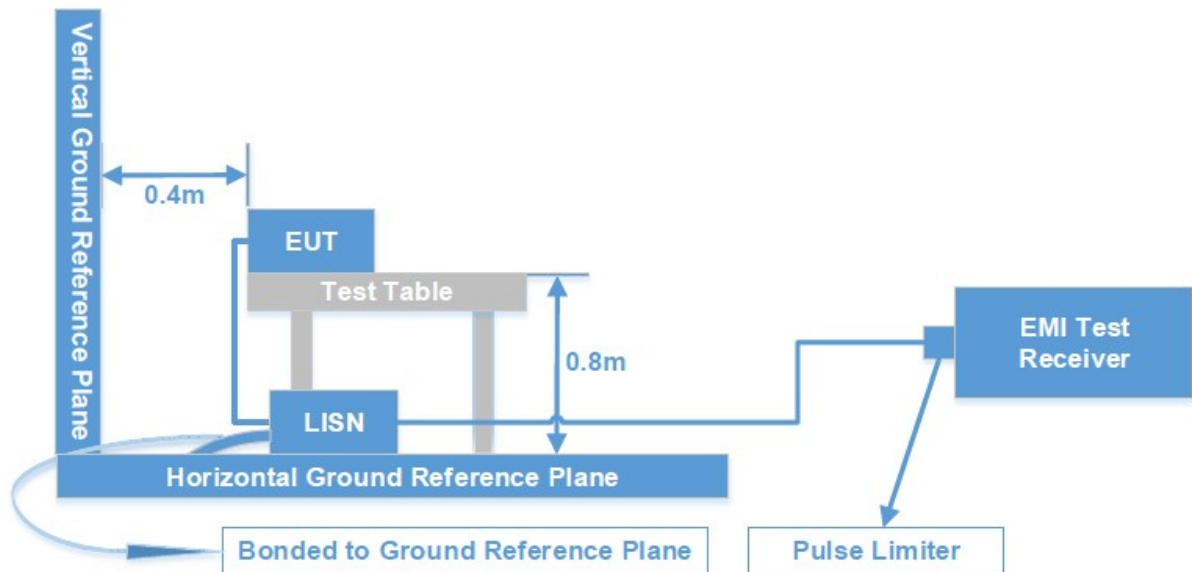 Vertical Ground Reference Plane
0.4m
EUT
Test Table
0.8m
EMI Test
Receiver
LISN
Horizontal Ground Reference Plane
Bonded to Ground Reference Plane
Pulse Limiter